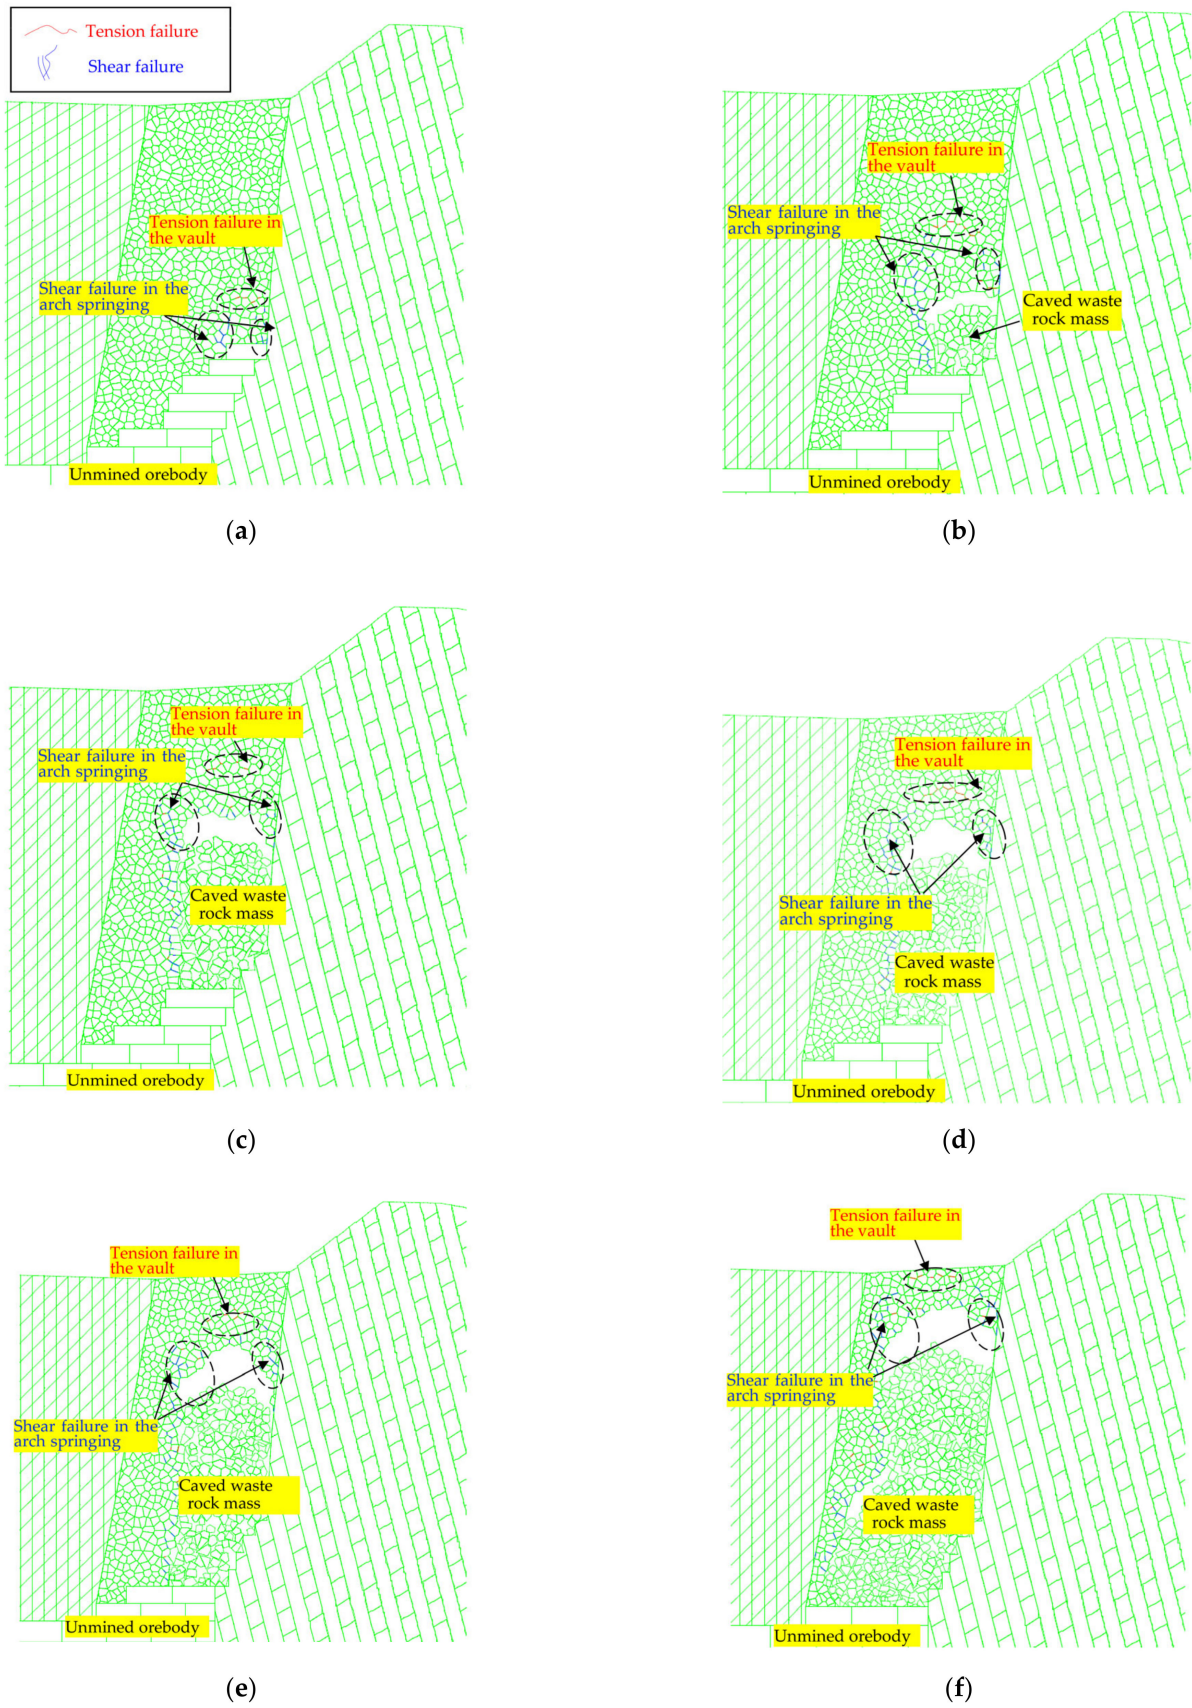 Tension failure
Shear failure
Tension failure in
the vault
Shear failure in the
arch springing
Unmined orebody
(a)
Tension failure in
the vault
Shear failure in the
arch springing
Caved waste
rock mass
Unmined orebody
(b)
Tension failure in
the vault
Shear failure in the
arch springing
Caved waste
rock mass
Unmined orebody
(c)
Tension failure in
the vault
Shear failure in the
arch springing
Caved waste
rock mass
Unmined orebody
(d)
Tension failure in
the vault
Shear failure in the
arch springing
Caved waste
rock mass
Unmined orebody
(e)
Tension failure in
the vault
Shear failure in the
arch springing
Caved waste
rock mass
Unmined orebody
(f)